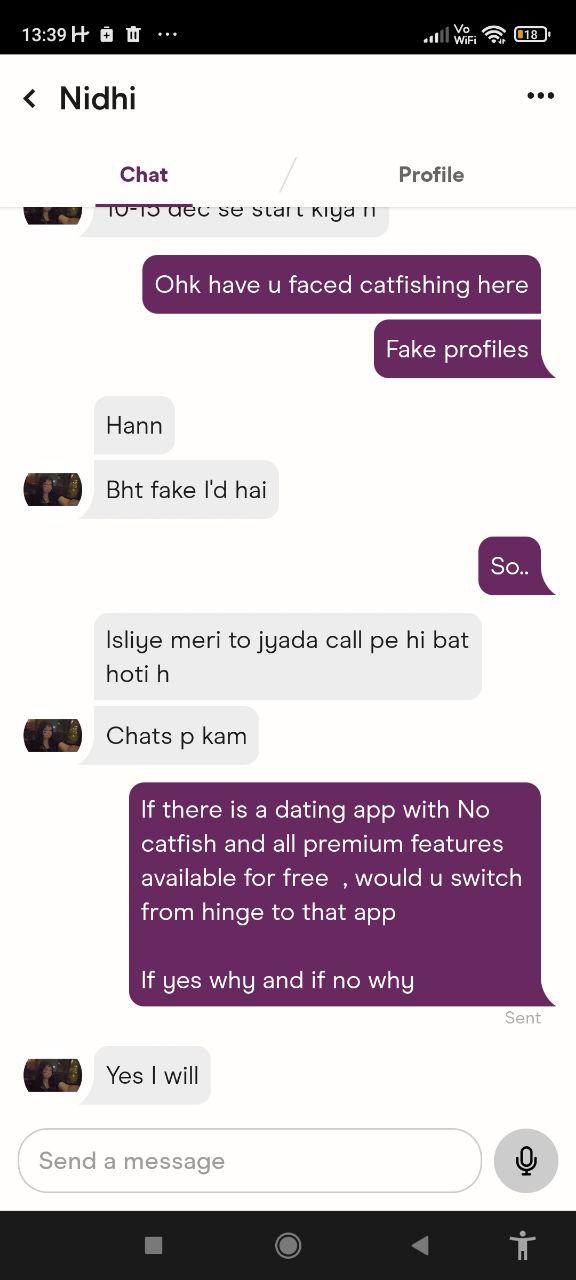 13:39
Vo
WiFi
18
Nidhi
Chat
Profile
10-15 dec se start kiya h
Ohk have u faced catfishing here
Fake profiles
Hann
Bht fake I'd hai
So..
Isliye meri to jyada call pe hi bat
hoti h
Chats p kam
If there is a dating app with No
catfish and all premium features
available for free , would u switch
from hinge to that app
If yes why and if no why
Sent
Yes I will
Send a message